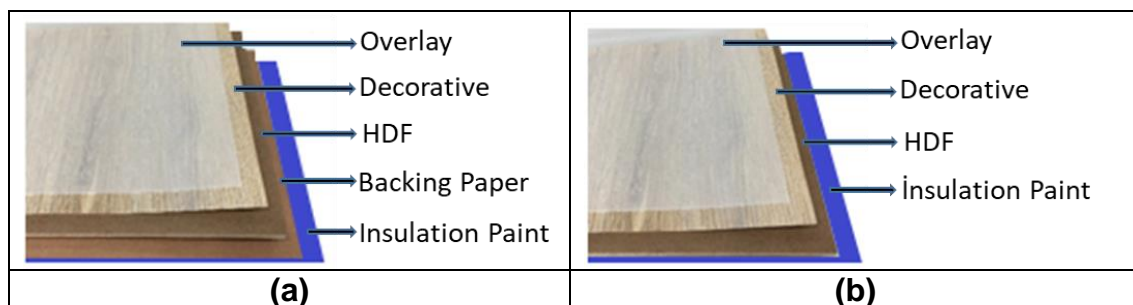 Overlay
Decorative
HDF
Backing Paper
Insulation Paint
(a)
Overlay
Decorative
HDF
İnsulation Paint
(b)